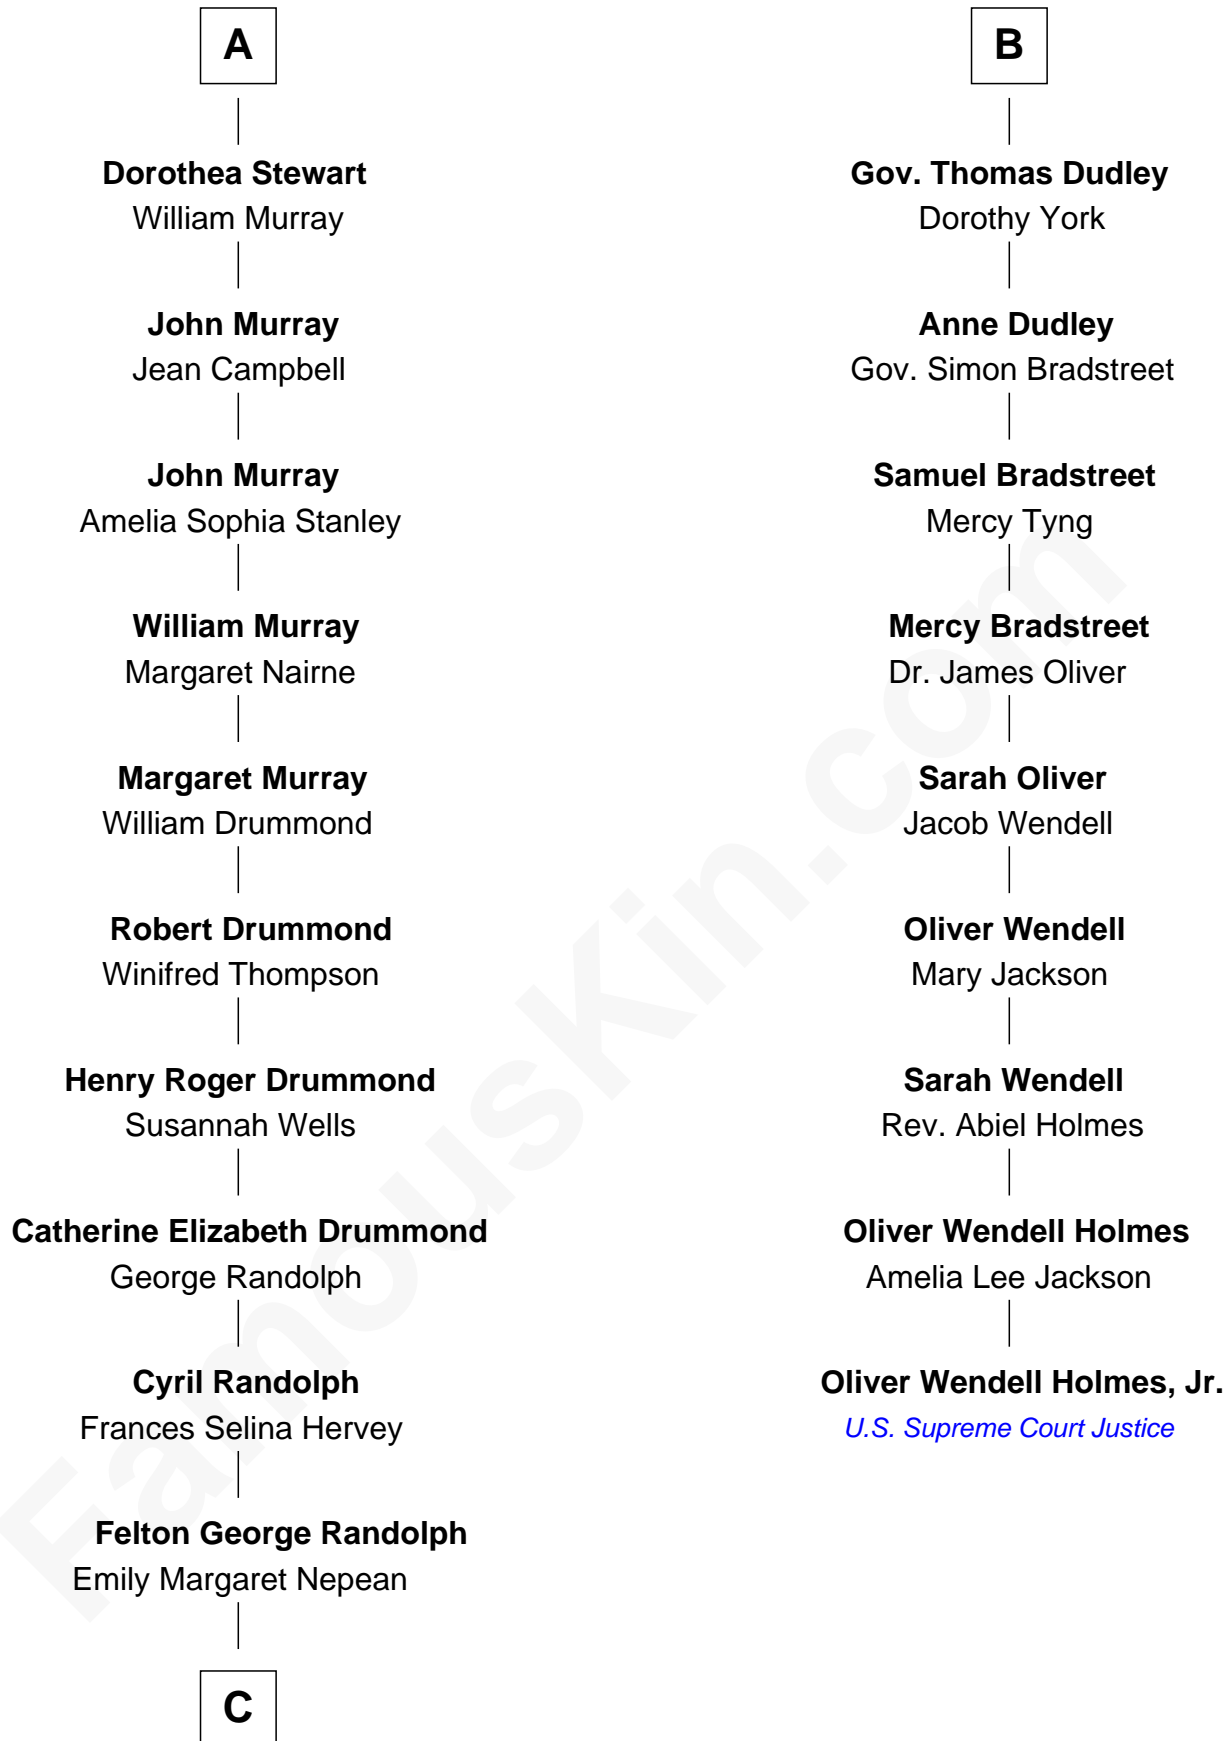 A
Dorothea Stewart
William Murray
John Murray
Jean Campbell
John Murray
Amelia Sophia Stanley
William Murray
Margaret Nairne
Margaret Murray
William Drummond
Robert Drummond
Winifred Thompson
Henry Roger Drummond
Susannah Wells
Catherine Elizabeth Drummond
George Randolph
Cyril Randolph
Frances Selina Hervey
Felton George Randolph
Emily Margaret Nepean
C
B
Gov. Thomas Dudley
Dorothy York
Anne Dudley
Gov. Simon Bradstreet
Samuel Bradstreet
Mercy Tyng
Mercy Bradstreet
Dr. James Oliver
Sarah Oliver
Jacob Wendell
Oliver Wendell
Mary Jackson
Sarah Wendell
Rev. Abiel Holmes
Oliver Wendell Holmes
Amelia Lee Jackson
Oliver Wendell Holmes, Jr.
U.S. Supreme Court Justice
FamousKin.com